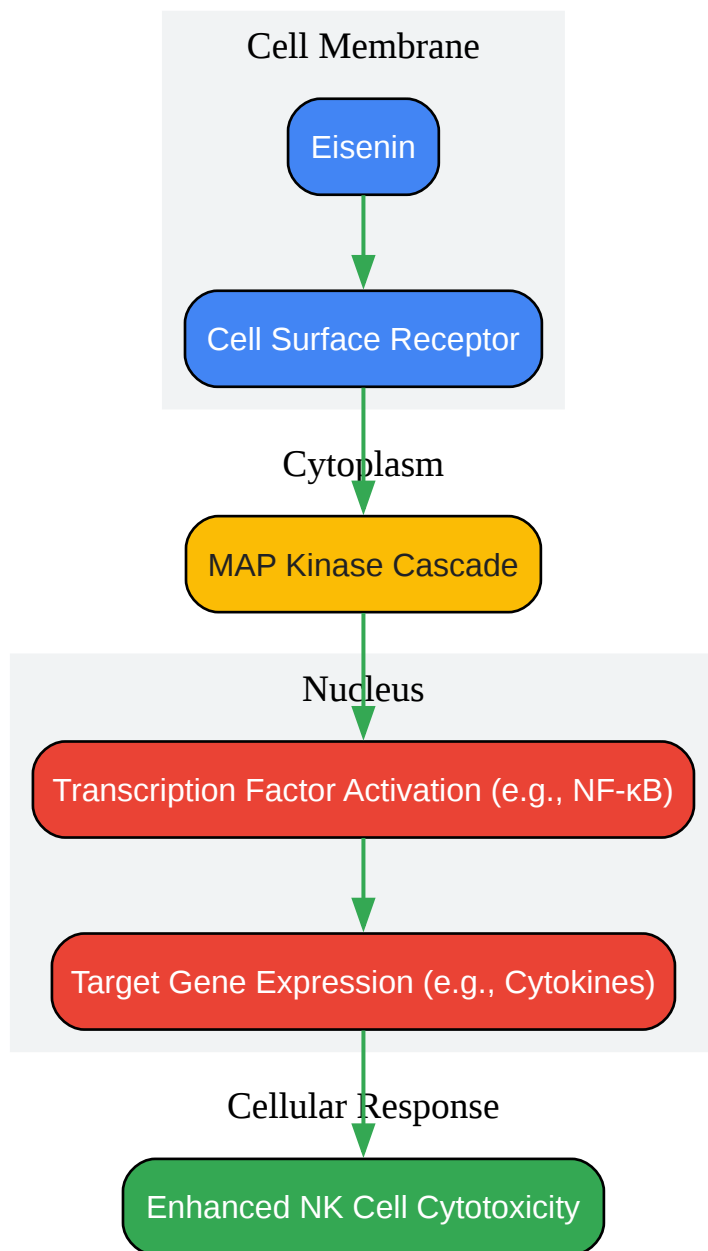 Cell Membrane
Eisenin
Cell Surface Receptor
Cytoplasm
MAP Kinase Cascade
Nucleus
Transcription Factor Activation (e.g., NF-κB)
Target Gene Expression (e.g., Cytokines)
Cellular Response
Enhanced NK Cell Cytotoxicity